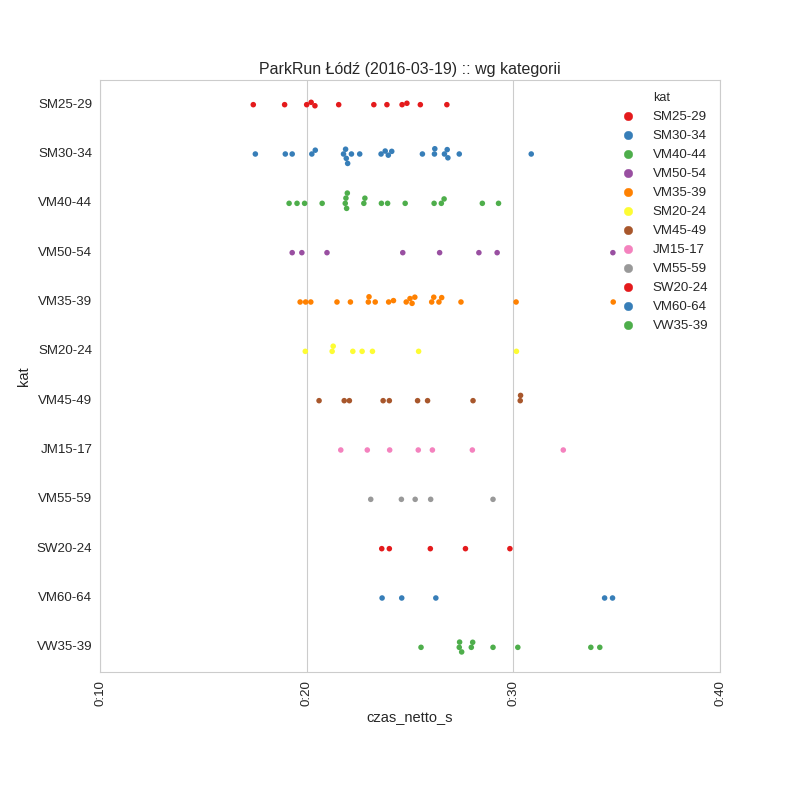 ParkRun Łódź (2016-03-19) :: wg kategorii
kat
SM25-29
SM30-34
VM40-44
VM50-54
VM35-39
SM20-24
VM45-49
JM15-17
VM55-59
SW20-24
VM60-64
VW35-39
kat
SM25-29
SM30-34
VM40-44
VM50-54
VM35-39
SM20-24
VM45-49
JM15-17
VM55-59
SW20-24
VM60-64
VW35-39
0:10
0:20
0:30
0:40
czas_netto_s